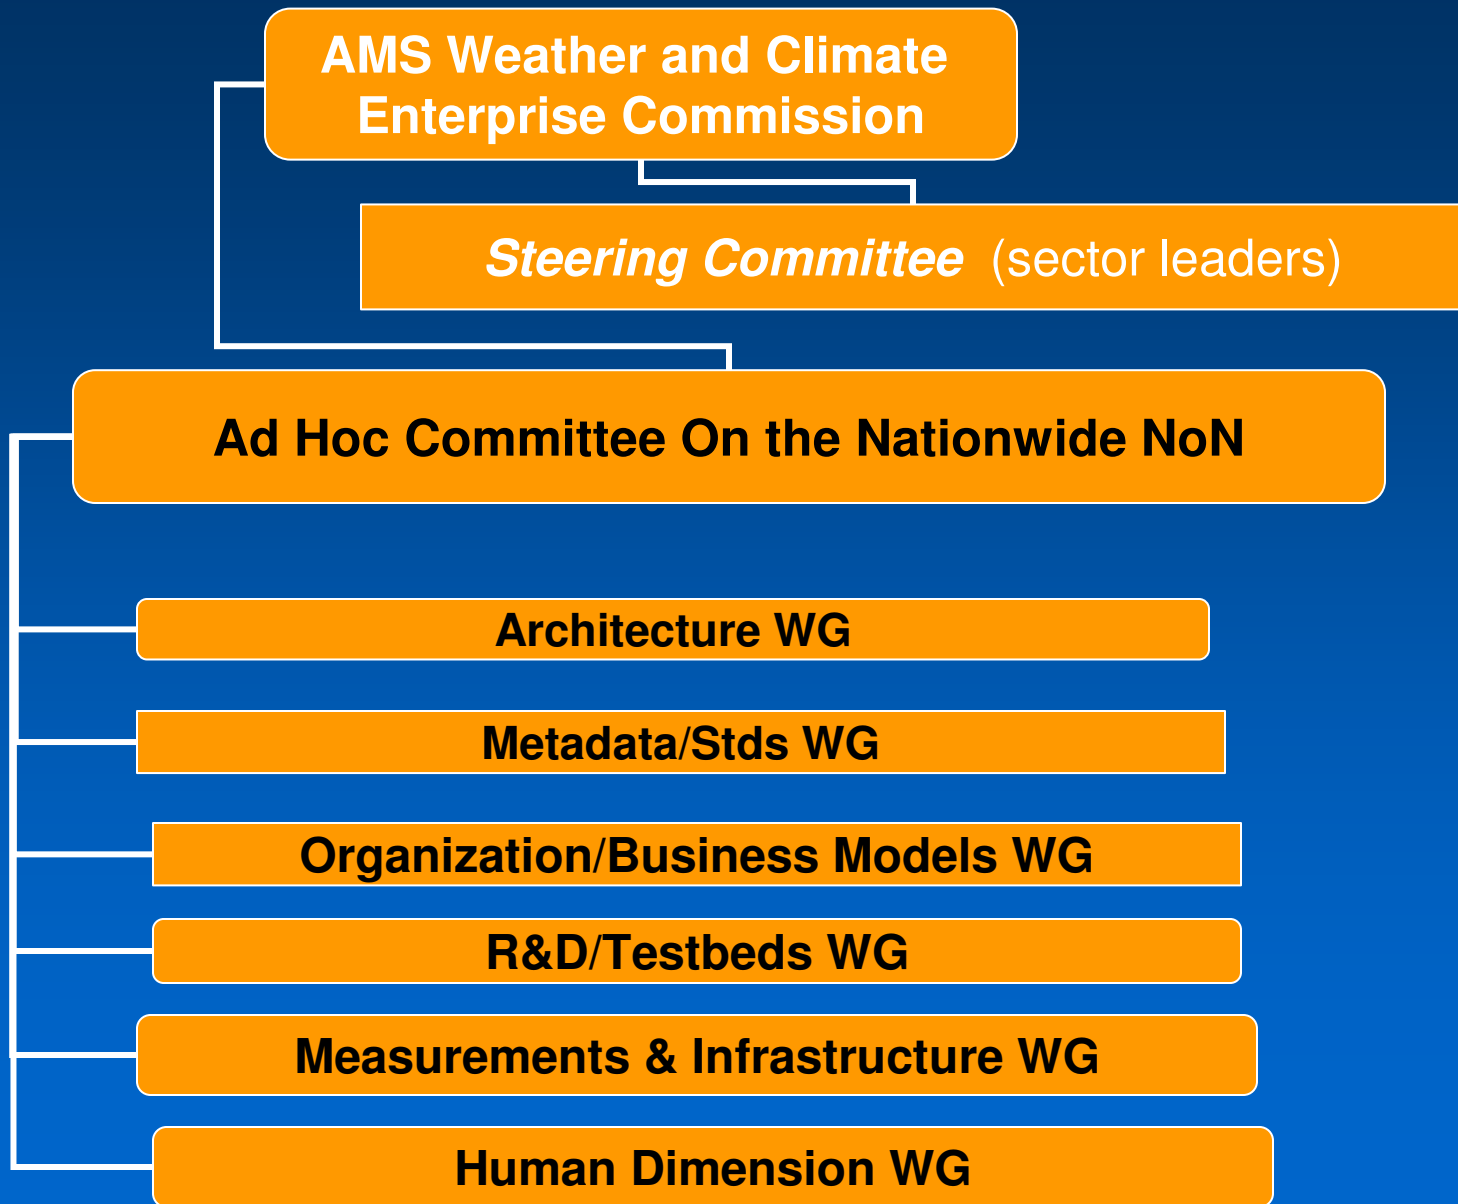 AMS Weather and Climate
Enterprise Commission
Steering Committee (sector leaders)
Ad Hoc Committee On the Nationwide NoN
Architecture WG
Metadata/Stds WG
Organization/Business Models WG
R&D/Testbeds WG
Measurements & Infrastructure WG
Human Dimension WG